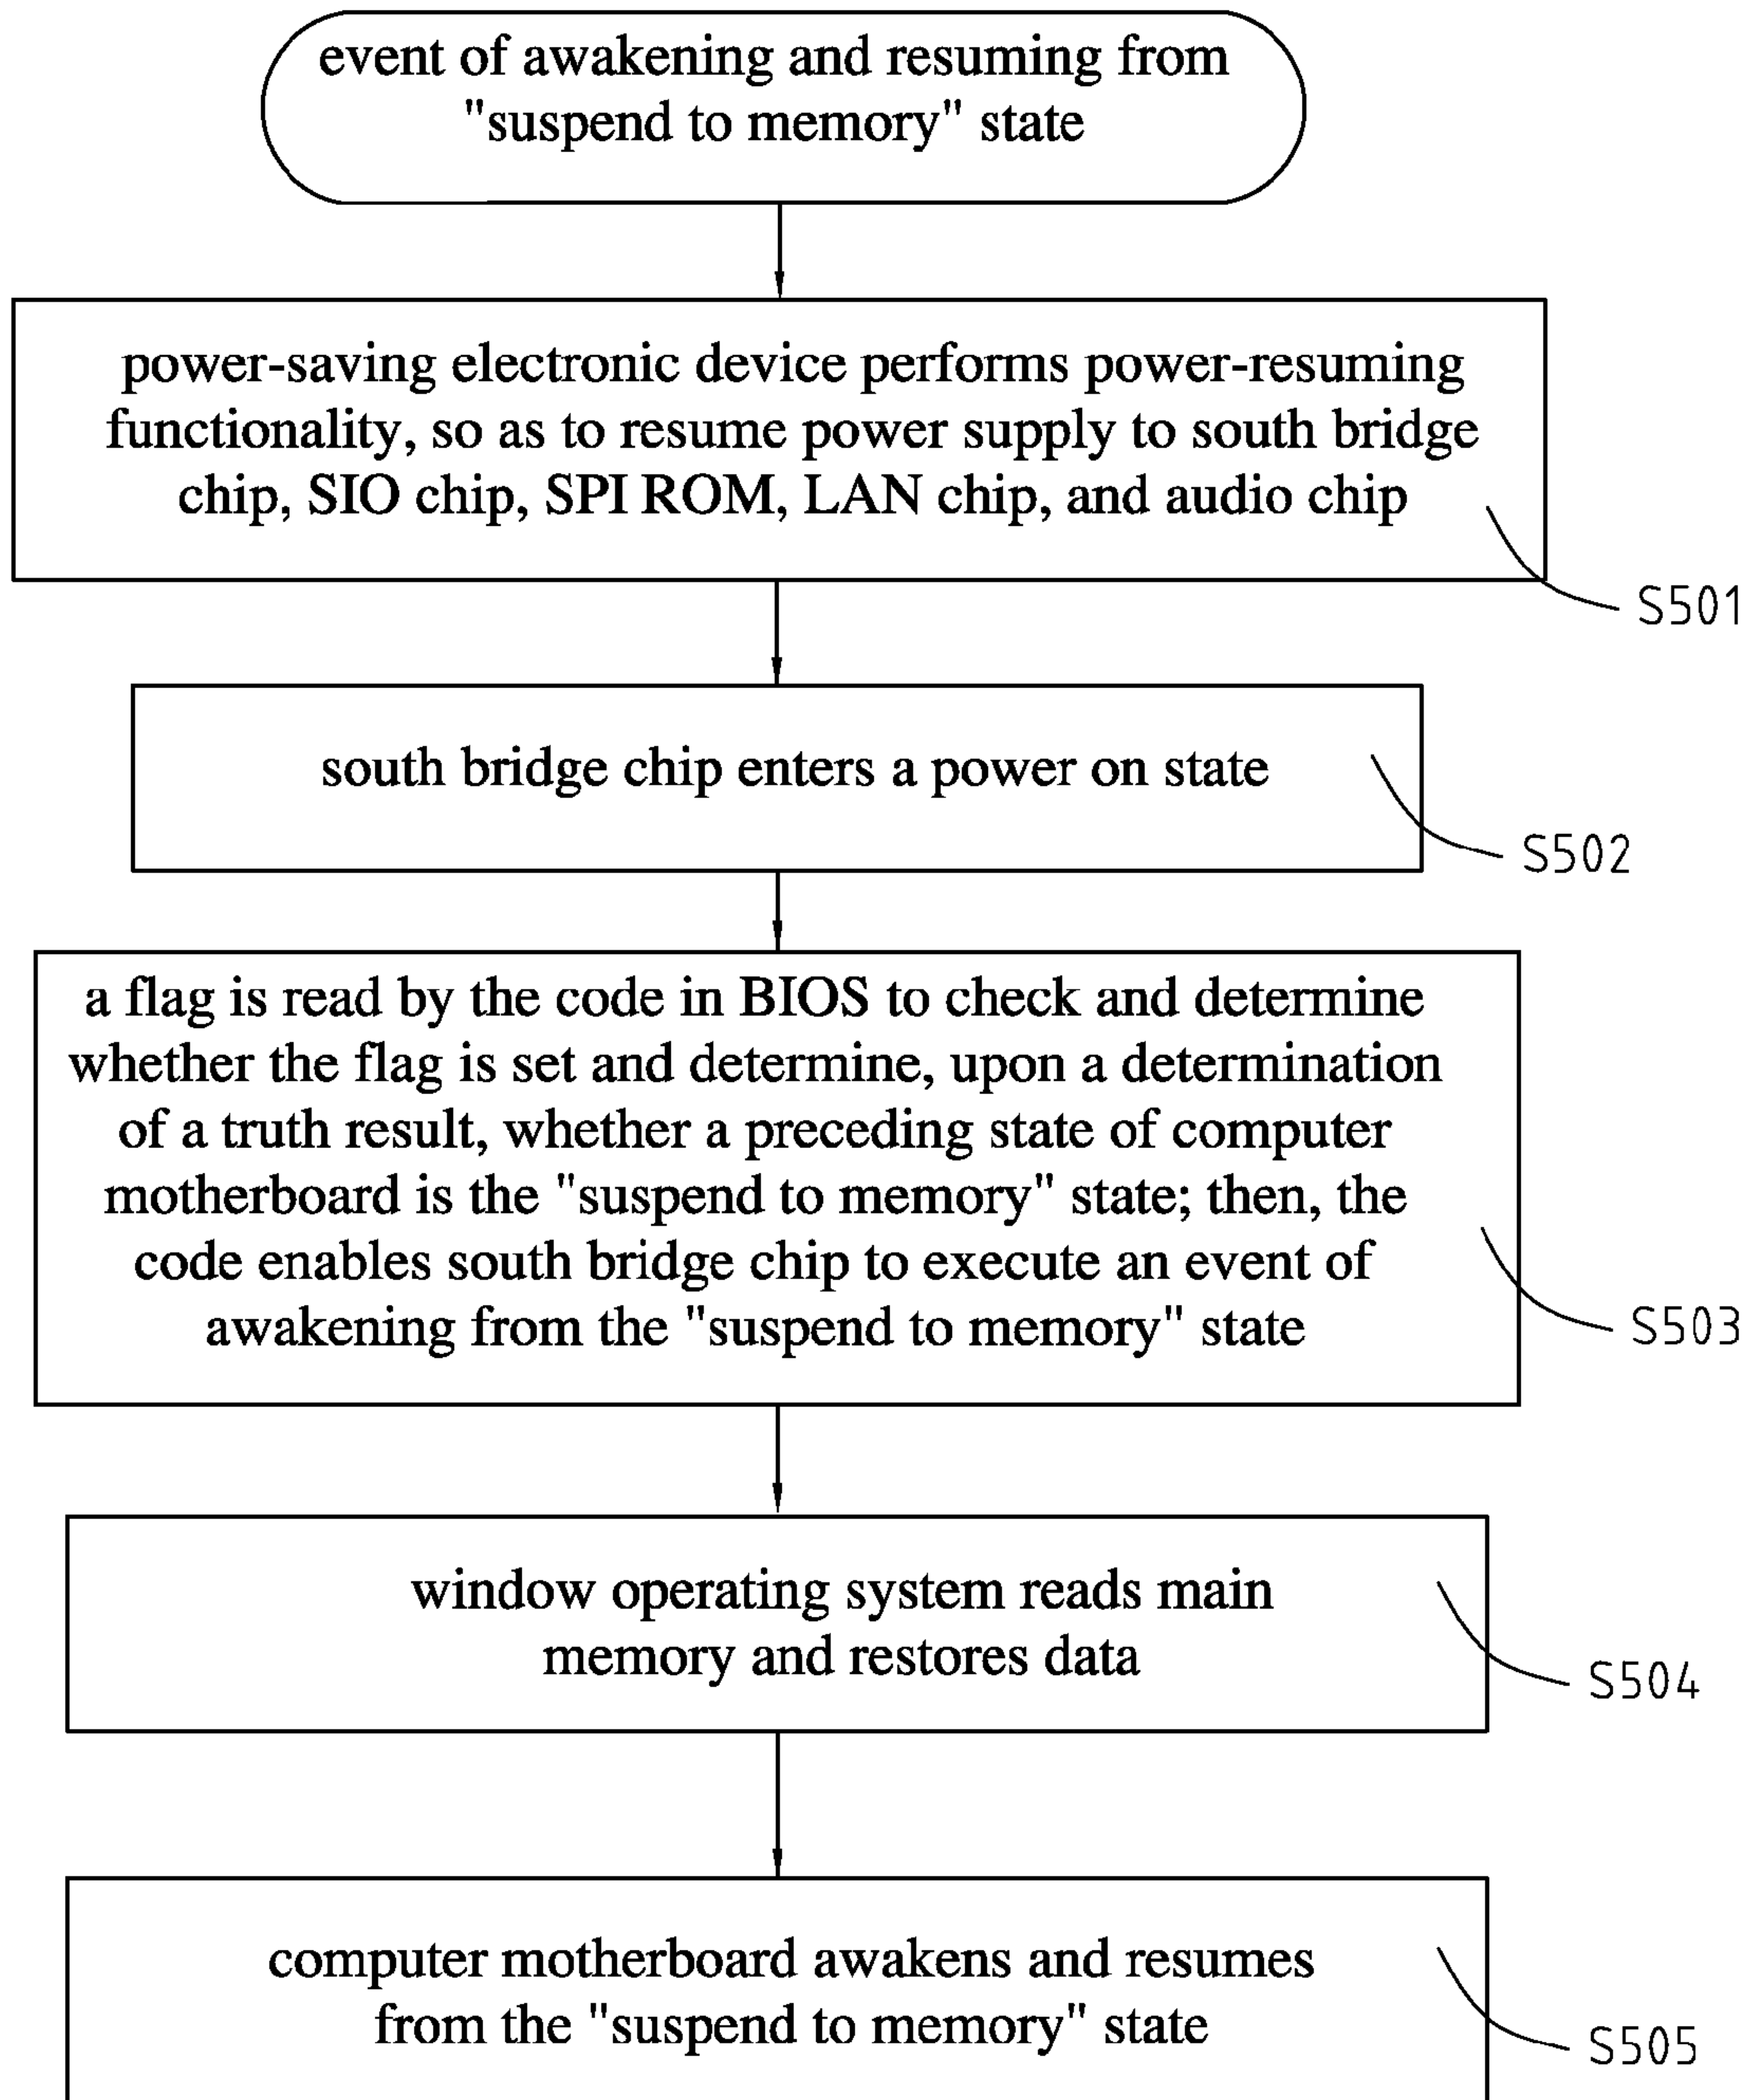 event of awakening and resuming from
"suspend to memory" state
power-saving electronic device performs power-resuming
functionality, so as to resume power supply to south bridge
chip, SIO chip, SPI ROM, LAN chip, and audio chip
S501
south bridge chip enters a power on state
S502
a flag is read by the code in BIOS to check and determine
whether the flag is set and determine, upon a determination
of a truth result, whether a preceding state of computer
motherboard is the "suspend to memory" state; then, the
code enables south bridge chip to execute an event of
awakening from the "suspend to memory" state
S503
window operating system reads main
memory and restores data
S504
computer motherboard awakens and resumes
from the "suspend to memory" state
S505